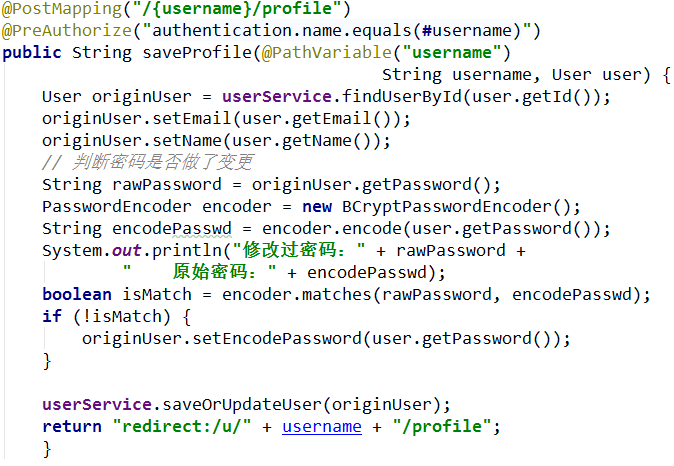 @PostMapping("/{username}/profile")
@PreAuthorize("authentication.name.equals(#username)")
public String saveProfile(@PathVariable("username")
String username, User user) {
User originUser = userService.findUserById(user.getId());
originUser.setEmail(user.getEmail());
originUser.setName(user.getName());
// 判断密码是否做了变更
String rawPassword = originUser.getPassword();
PasswordEncoder encoder = new BCryptPasswordEncoder();
String encodePasswd = encoder.encode(user.getPassword());
System.out.println("修改过密码：" + rawPassword +
"    原始密码：" + encodePasswd);
boolean isMatch = encoder.matches(rawPassword, encodePasswd);
if (!isMatch) {
originUser.setEncodePassword(user.getPassword());
}
userService.saveOrUpdateUser(originUser);
return "redirect:/u/" + username + "/profile";
}